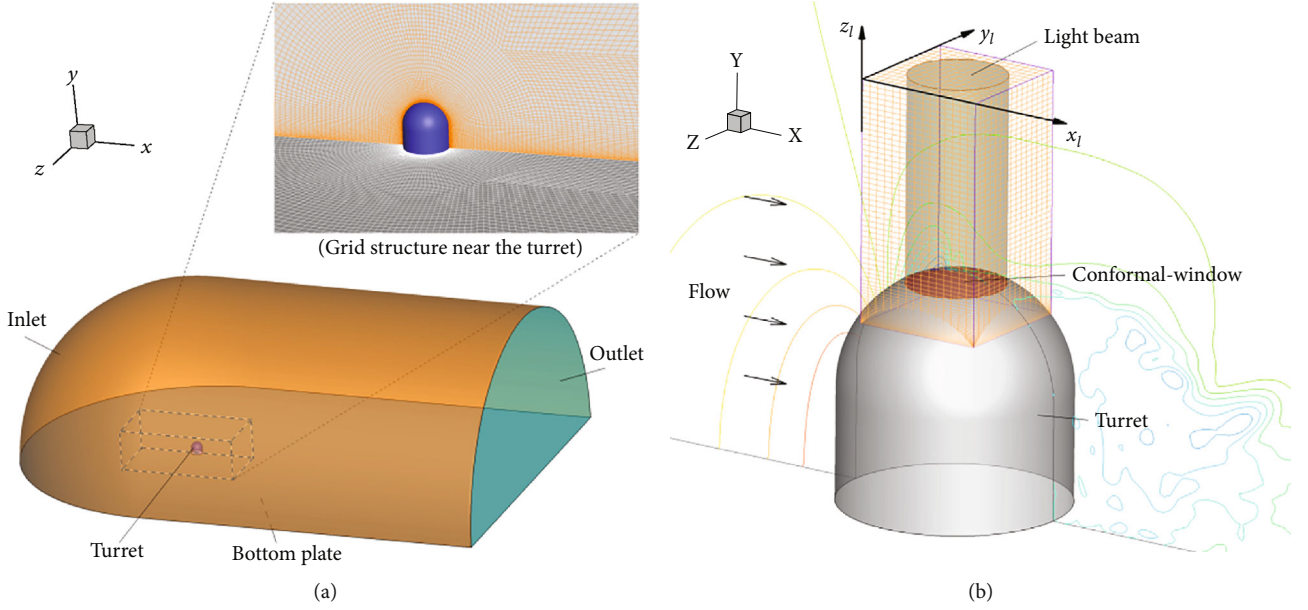 y
x
z
(Grid structure near the turret)
Inlet
Outlet
Turret
Bottom plate
(a)
z_l
y_l
Light beam
Y
X
Z
x_l
Flow
Conformal-window
Turret
(b)